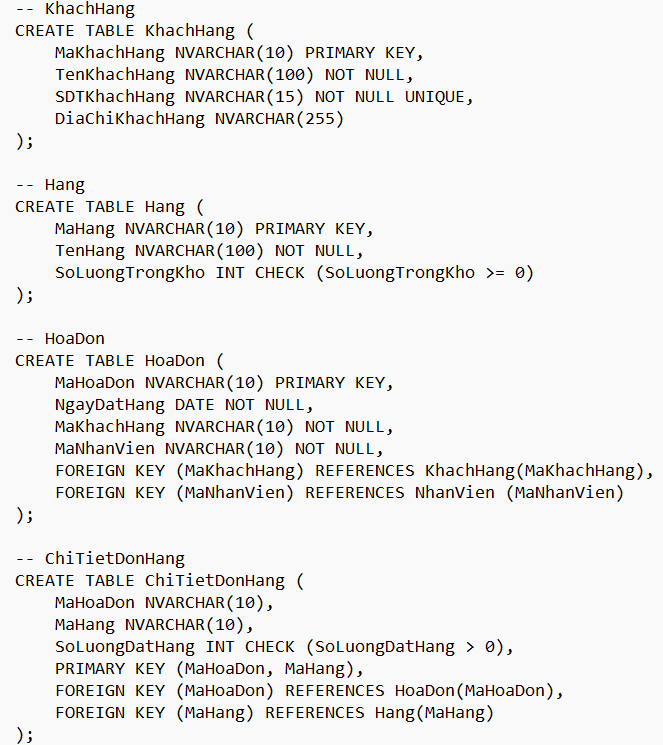 -- KhachHang
CREATE TABLE KhachHang (
    MaKhachHang NVARCHAR(10) PRIMARY KEY,
    TenKhachHang NVARCHAR(100) NOT NULL,
    SDTKhachHang NVARCHAR(15) NOT NULL UNIQUE,
    DiaChiKhachHang NVARCHAR(255)
);

-- Hang
CREATE TABLE Hang (
    MaHang NVARCHAR(10) PRIMARY KEY,
    TenHang NVARCHAR(100) NOT NULL,
    SoLuongTrongKho INT CHECK (SoLuongTrongKho >= 0)
);

-- HoaDon
CREATE TABLE HoaDon (
    MaHoaDon NVARCHAR(10) PRIMARY KEY,
    NgayDatHang DATE NOT NULL,
    MaKhachHang NVARCHAR(10) NOT NULL,
    MaNhanVien NVARCHAR(10) NOT NULL,
    FOREIGN KEY (MaKhachHang) REFERENCES KhachHang(MaKhachHang),
    FOREIGN KEY (MaNhanVien) REFERENCES NhanVien (MaNhanVien)
);

-- ChiTietDonHang
CREATE TABLE ChiTietDonHang (
    MaHoaDon NVARCHAR(10),
    MaHang NVARCHAR(10),
    SoLuongDatHang INT CHECK (SoLuongDatHang > 0),
    PRIMARY KEY (MaHoaDon, MaHang),
    FOREIGN KEY (MaHoaDon) REFERENCES HoaDon(MaHoaDon),
    FOREIGN KEY (MaHang) REFERENCES Hang(MaHang)
);